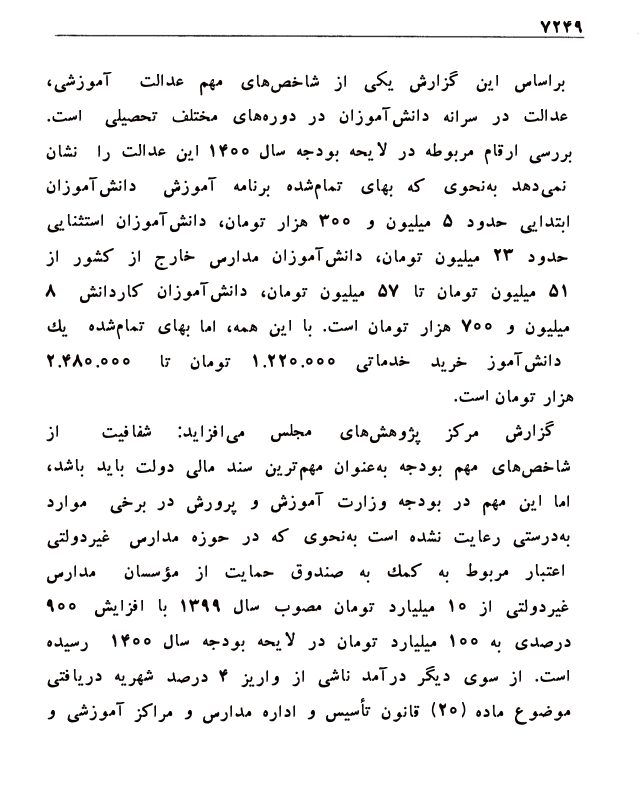 ۷۲۴۹
براساس این گزارش یکی از شاخص‌های مهم عدالت آموزشی،
عدالت در سرانه دانش‌آموزان در دوره‌های مختلف تحصیلی است.
بررسی ارقام مربوطه در لایحه بودجه سال ۱۴۰۰ این عدالت را نشان
نمی‌دهد به‌نحوی که بهای تمام‌شده برنامه آموزش دانش‌آموزان
ابتدایی حدود ۵ میلیون و ۳۰۰ هزار تومان، دانش‌آموزان استثنایی
حدود ۲۳ میلیون تومان، دانش‌آموزان مدارس خارج از کشور از
۵۱ میلیون تومان تا ۵۷ میلیون تومان، دانش‌آموزان کاردانش ۸
میلیون و ۷۰۰ هزار تومان است. با این همه، اما بهای تمام‌شده یك
دانش‌آموز خرید خدماتی ۱.۲۲۰.۰۰۰ تومان تا ۲.۴۸۰.۰۰۰
هزار تومان است.
گزارش مرکز پژوهش‌های مجلس می‌افزاید: شفافیت از
شاخص‌های مهم بودجه به‌عنوان مهم‌ترین سند مالی دولت باید باشد،
اما این مهم در بودجه وزارت آموزش و پرورش در برخی موارد
به‌درستی رعایت نشده است به‌نحوی که در حوزه مدارس غیردولتی
اعتبار مربوط به کمك به صندوق حمایت از مؤسسان مدارس
غیردولتی از ۱۰ میلیارد تومان مصوب سال ۱۳۹۹ با افزایش ۹۰۰
درصدی به ۱۰۰ میلیارد تومان در لایحه بودجه سال ۱۴۰۰ رسیده
است. از سوی دیگر درآمد ناشی از واریز ۴ درصد شهریه دریافتی
موضوع ماده (۲۰) قانون تأسیس و اداره مدارس و مراکز آموزشی و